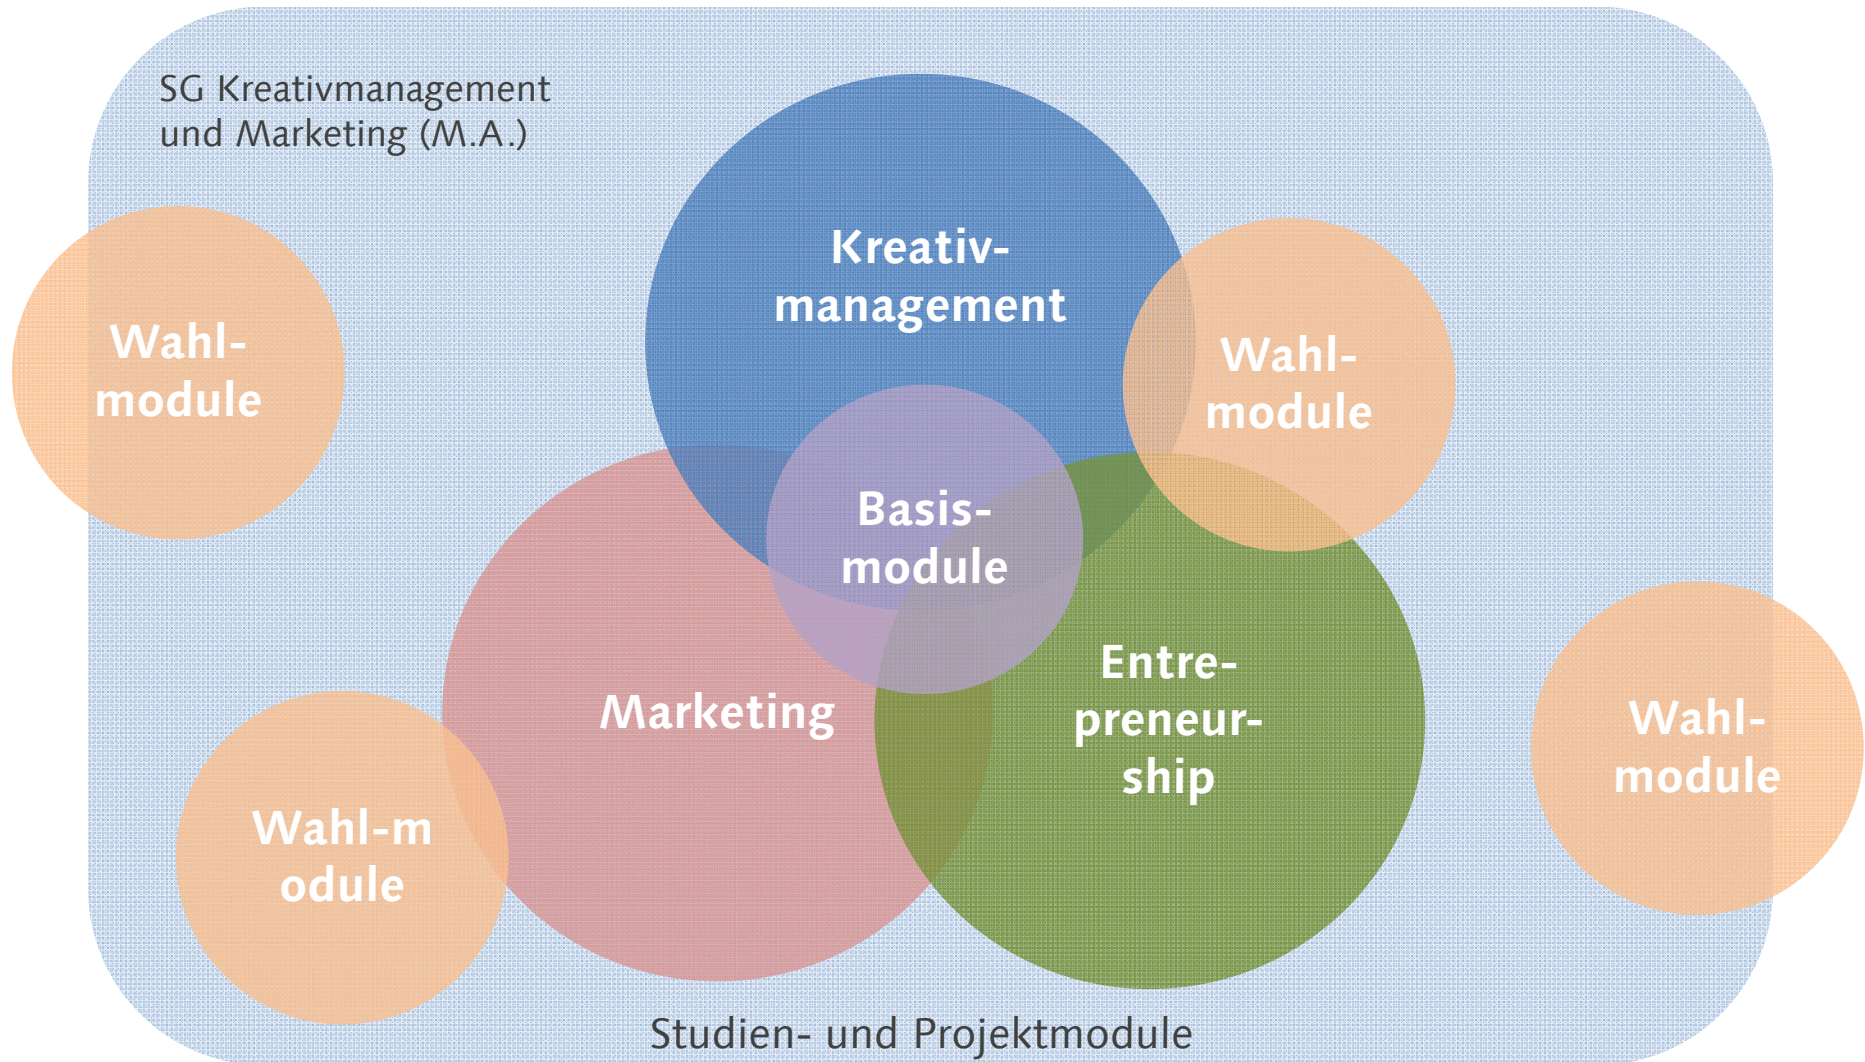 SG Kreativmanagement
und Marketing (M.A.)
Kreativ-
management
Wahl-
module
Wahl-
module
Basis-
module
Marketing
Entre-
preneur-
ship
Wahl-
module
Wahl-m
odule
Studien- und Projektmodule